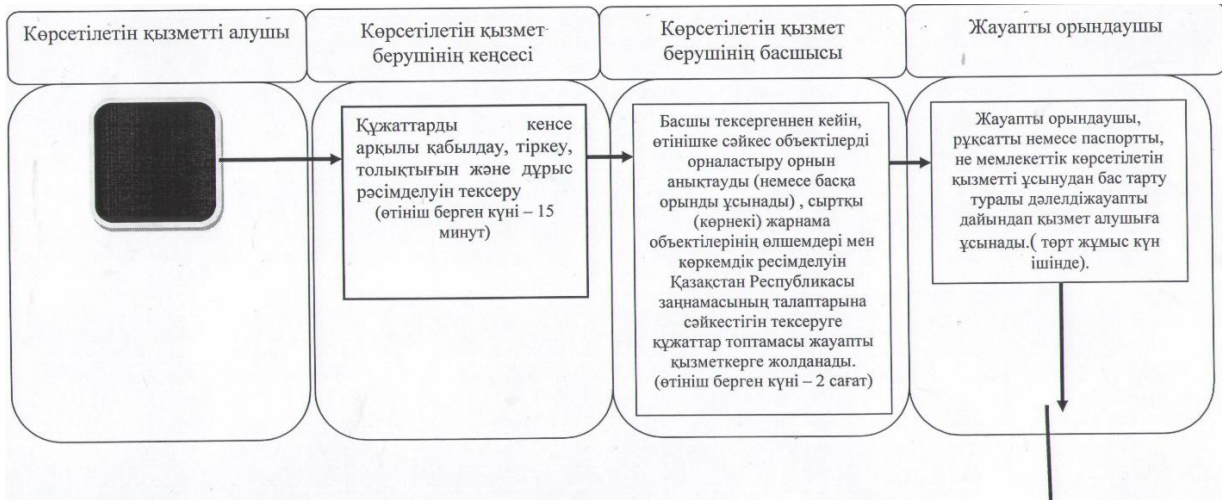 Көрсетілетін қызметті алушы
Көрсетілетін қызмет
берушінің кеңсесі
Көрсетілетін қызмет
берушінің басшысы
Жауапты орындаушы
Құжаттарды кенсе
арқылы қабылдау, тіркеу,
толықтығын және дұрыс
рәсімделуін тексеру
(өтініш берген күні – 15
минут)
Басшы тексергеннен кейін,
өтінішке сәйкес объектілерді
орналастыру орнын
анықтауды (немесе басқа
орынды ұсынады) , сыртқы
(көрнекі) жарнама
объектілерінің өлшемдері мен
көркемдік ресімделуін
Қазақстан Республикасы
заңнамасының талаптарына
сәйкестігін тексеруге
құжаттар топтамасы жауапты
қызметкерге жолданады.
(өтініш берген күні – 2 сағат)
Жауапты орындаушы,
рұқсатты немесе паспортты,
не мемлекеттік көрсетілетін
қызметті ұсынудан бас тарту
туралы дәлелдіжауапты
дайындап қызмет алушыға
ұсынады.( төрт жұмыс күн
ішінде).